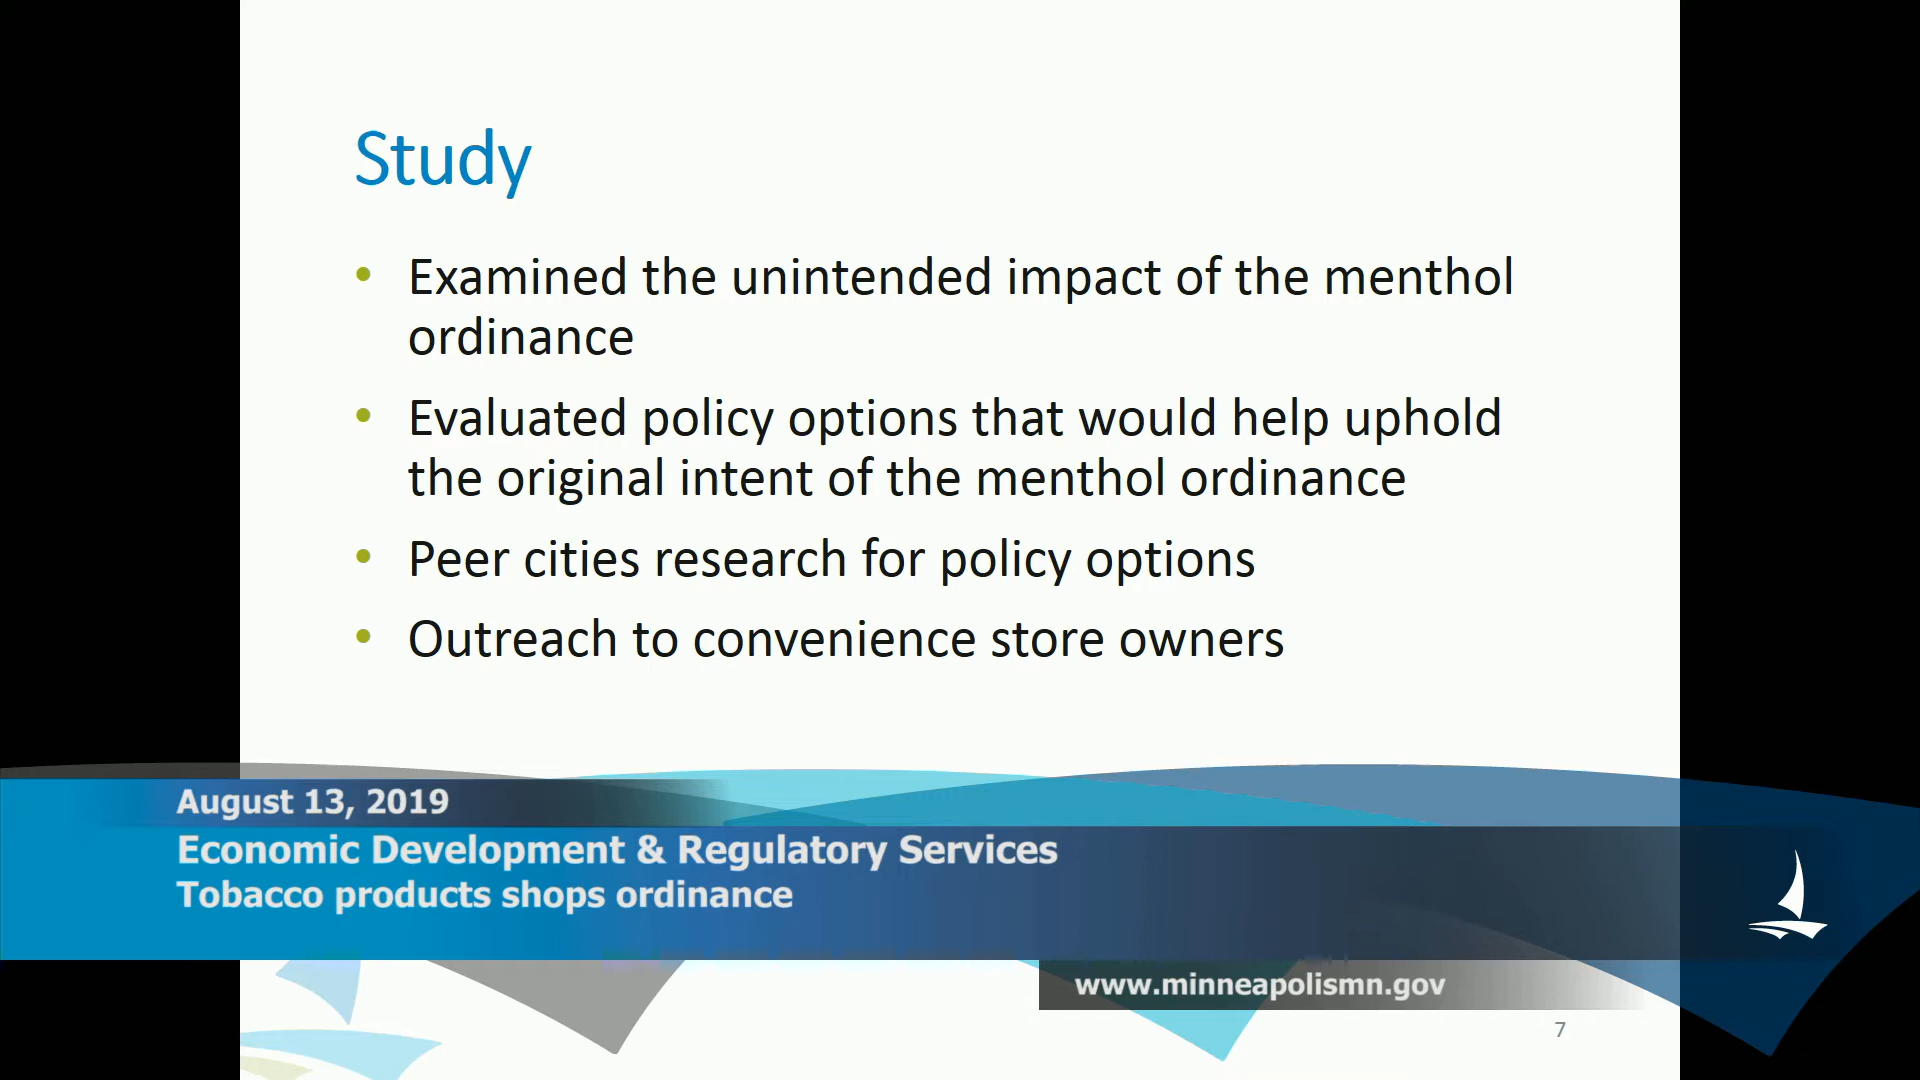 Study
• Examined the unintended impact of the menthol
ordinance
• Evaluated policy options that would help uphold
the original intent of the menthol ordinance
• Peer cities research for policy options
• Outreach to convenience store owners
August 13, 2019
Economic Development & Regulatory Services
Tobacco products shops ordinance
www.minneapolismn.gov
7